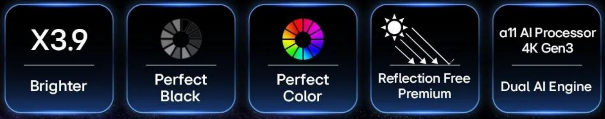 X3.9
Brighter
Perfect
Black
Perfect
Color
Reflection Free
Premium
α11 AI Processor
4K Gen3
Dual AI Engine